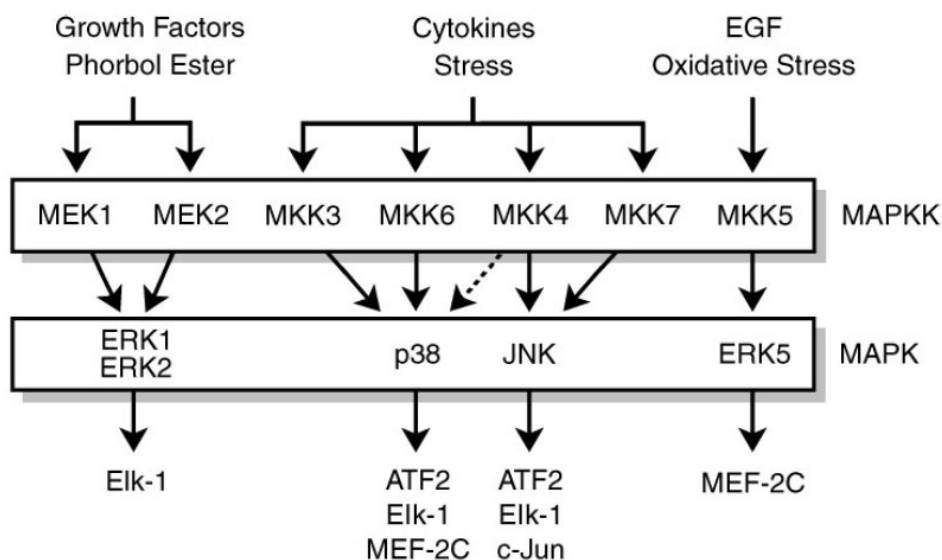 Growth Factors
Phorbol Ester
Cytokines
Stress
EGF
Oxidative Stress
MEK1 MEK2 MKK3 MKK6 MKK4 MKK7 MKK5 MAPKK
ERK1
ERK2
p38 JNK ERK5 MAPK
Elk-1
ATF2
Elk-1
MEF-2C
ATF2
Elk-1
c-Jun
MEF-2C